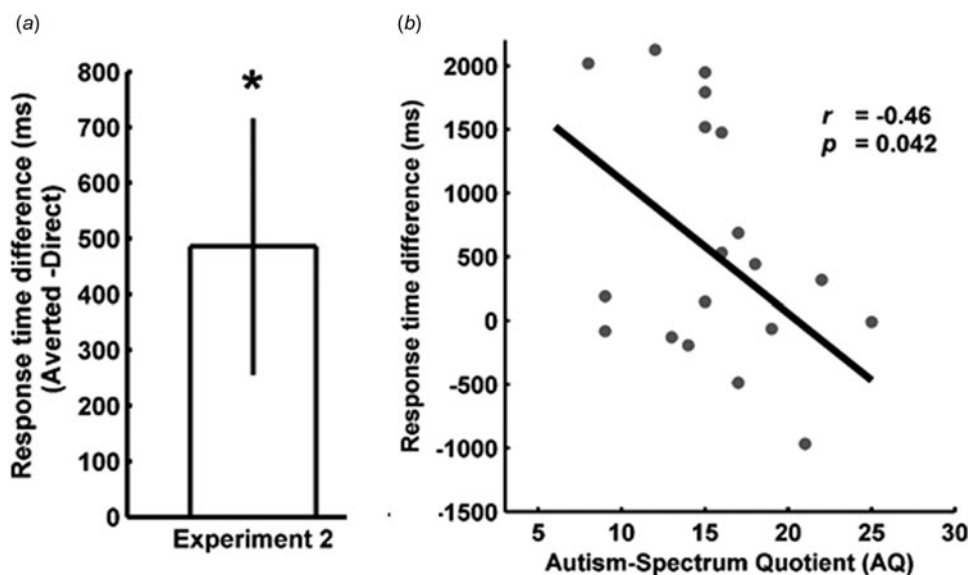 (a)
Response time difference (ms)
(Averted -Direct)
800
700
600
500
400
300
200
100
0
*
Experiment 2
(b)
Response time difference (ms)
2000
1500
1000
500
0
-500
-1000
-1500
r = -0.46
p = 0.042
5 10 15 20 25 30
Autism-Spectrum Quotient (AQ)